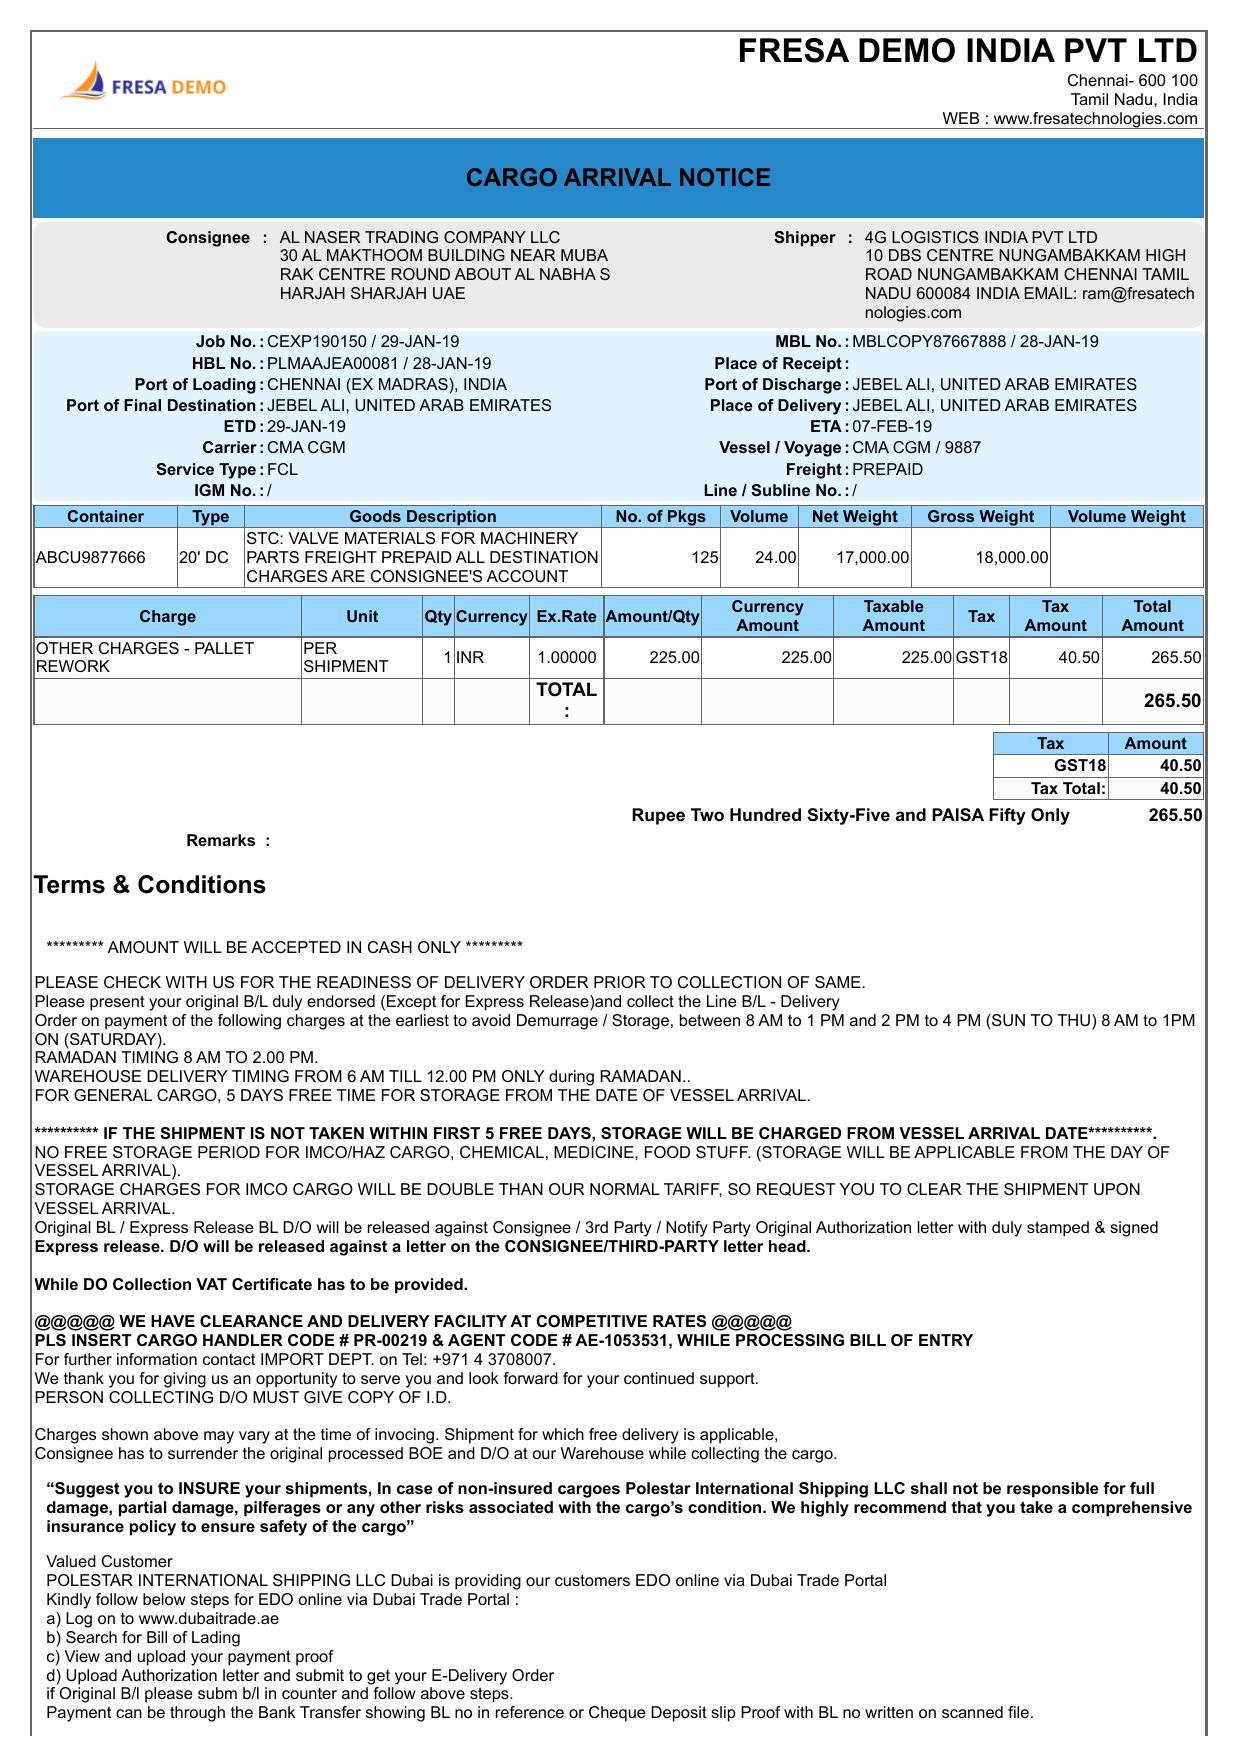 FRESA DEMO
FRESA DEMO INDIA PVT LTD
Chennai- 600 100
Tamil Nadu, India
WEB : www.fresatechnologies.com
CARGO ARRIVAL NOTICE
Consignee : AL NASER TRADING COMPANY LLC
30 AL MAKTHOOM BUILDING NEAR MUBA
RAK CENTRE ROUND ABOUT AL NABHA S
HARJAH SHARJAH UAE
Shipper : 4G LOGISTICS INDIA PVT LTD
10 DBS CENTRE NUNGAMBAKKAM HIGH
ROAD NUNGAMBAKKAM CHENNAI TAMIL
NADU 600084 INDIA EMAIL: ram@fresatech
nologies.com
Job No. : CEXP190150 / 29-JAN-19 MBL No. : MBLCOPY87667888 / 28-JAN-19
HBL No. : PLMAAJEA00081 / 28-JAN-19 Place of Receipt :
Port of Loading : CHENNAI (EX MADRAS), INDIA Port of Discharge : JEBEL ALI, UNITED ARAB EMIRATES
Port of Final Destination : JEBEL ALI, UNITED ARAB EMIRATES Place of Delivery : JEBEL ALI, UNITED ARAB EMIRATES
ETD : 29-JAN-19 ETA : 07-FEB-19
Carrier : CMA CGM Vessel / Voyage : CMA CGM / 9887
Service Type : FCL Freight : PREPAID
IGM No. : / Line / Subline No. : /
Container Type Goods Description No. of Pkgs Volume Net Weight Gross Weight Volume Weight
STC: VALVE MATERIALS FOR MACHINERY
ABCU9877666 20' DC PARTS FREIGHT PREPAID ALL DESTINATION 125 24.00 17,000.00 18,000.00
CHARGES ARE CONSIGNEE'S ACCOUNT
Charge Unit Qty Currency Ex.Rate Amount/Qty Currency Amount Taxable Amount Tax Tax Amount Total Amount
OTHER CHARGES - PALLET REWORK PER SHIPMENT 1 INR 1.00000 225.00 225.00 225.00 GST18 40.50 265.50
TOTAL : 265.50
Tax Amount
GST18 40.50
Tax Total: 40.50
Rupee Two Hundred Sixty-Five and PAISA Fifty Only 265.50
Remarks :
Terms & Conditions
********* AMOUNT WILL BE ACCEPTED IN CASH ONLY *********
PLEASE CHECK WITH US FOR THE READINESS OF DELIVERY ORDER PRIOR TO COLLECTION OF SAME.
Please present your original B/L duly endorsed (Except for Express Release)and collect the Line B/L - Delivery
Order on payment of the following charges at the earliest to avoid Demurrage / Storage, between 8 AM to 1 PM and 2 PM to 4 PM (SUN TO THU) 8 AM to 1PM
ON (SATURDAY).
RAMADAN TIMING 8 AM TO 2.00 PM.
WAREHOUSE DELIVERY TIMING FROM 6 AM TILL 12.00 PM ONLY during RAMADAN..
FOR GENERAL CARGO, 5 DAYS FREE TIME FOR STORAGE FROM THE DATE OF VESSEL ARRIVAL.
********** IF THE SHIPMENT IS NOT TAKEN WITHIN FIRST 5 FREE DAYS, STORAGE WILL BE CHARGED FROM VESSEL ARRIVAL DATE**********.
NO FREE STORAGE PERIOD FOR IMCO/HAZ CARGO, CHEMICAL, MEDICINE, FOOD STUFF. (STORAGE WILL BE APPLICABLE FROM THE DAY OF
VESSEL ARRIVAL).
STORAGE CHARGES FOR IMCO CARGO WILL BE DOUBLE THAN OUR NORMAL TARIFF, SO REQUEST YOU TO CLEAR THE SHIPMENT UPON
VESSEL ARRIVAL.
Original BL / Express Release BL D/O will be released against Consignee / 3rd Party / Notify Party Original Authorization letter with duly stamped & signed
Express release. D/O will be released against a letter on the CONSIGNEE/THIRD-PARTY letter head.
While DO Collection VAT Certificate has to be provided.
@@@@@ WE HAVE CLEARANCE AND DELIVERY FACILITY AT COMPETITIVE RATES @@@@@
PLS INSERT CARGO HANDLER CODE # PR-00219 & AGENT CODE # AE-1053531, WHILE PROCESSING BILL OF ENTRY
For further information contact IMPORT DEPT. on Tel: +971 4 3708007.
We thank you for giving us an opportunity to serve you and look forward for your continued support.
PERSON COLLECTING D/O MUST GIVE COPY OF I.D.
Charges shown above may vary at the time of invocing. Shipment for which free delivery is applicable,
Consignee has to surrender the original processed BOE and D/O at our Warehouse while collecting the cargo.
“Suggest you to INSURE your shipments, In case of non-insured cargoes Polestar International Shipping LLC shall not be responsible for full
damage, partial damage, pilferages or any other risks associated with the cargo’s condition. We highly recommend that you take a comprehensive
insurance policy to ensure safety of the cargo”
Valued Customer
POLESTAR INTERNATIONAL SHIPPING LLC Dubai is providing our customers EDO online via Dubai Trade Portal
Kindly follow below steps for EDO online via Dubai Trade Portal :
a) Log on to www.dubaitrade.ae
b) Search for Bill of Lading
c) View and upload your payment proof
d) Upload Authorization letter and submit to get your E-Delivery Order
if Original B/l please subm b/l in counter and follow above steps.
Payment can be through the Bank Transfer showing BL no in reference or Cheque Deposit slip Proof with BL no written on scanned file.